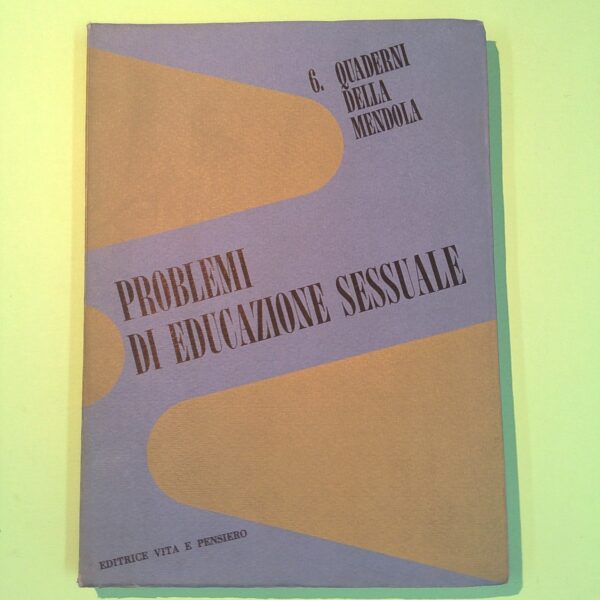 6. QUADERNI
DELLA
MENDOLA
PROBLEMI
DI EDUCAZIONE SESSUALE
EDITRICE VITA E PENSIERO